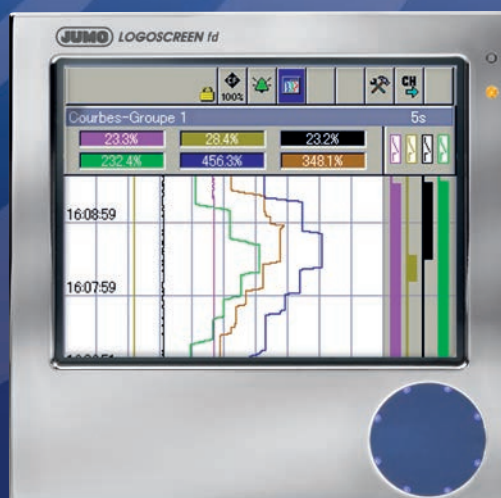 JUMO LOGOSCREEN fd
100% CH
Courbes-Groupe 1 5s
23.3% 28.4% 23.2%
232.4% 456.3% 348.1%
16:08:59
16:07:59